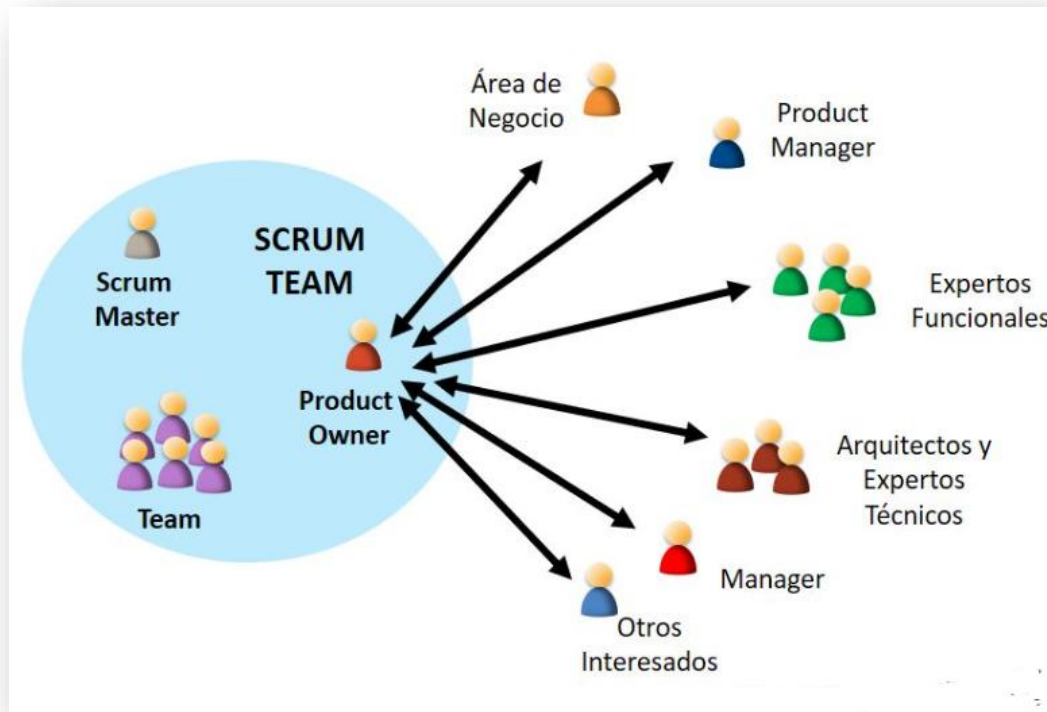 Área de
Negocio
Product
Manager
SCRUM
TEAM
Scrum
Master
Expertos
Funcionales
Product
Owner
Arquitectos y
Expertos
Técnicos
Team
Manager
Otros
Interesados